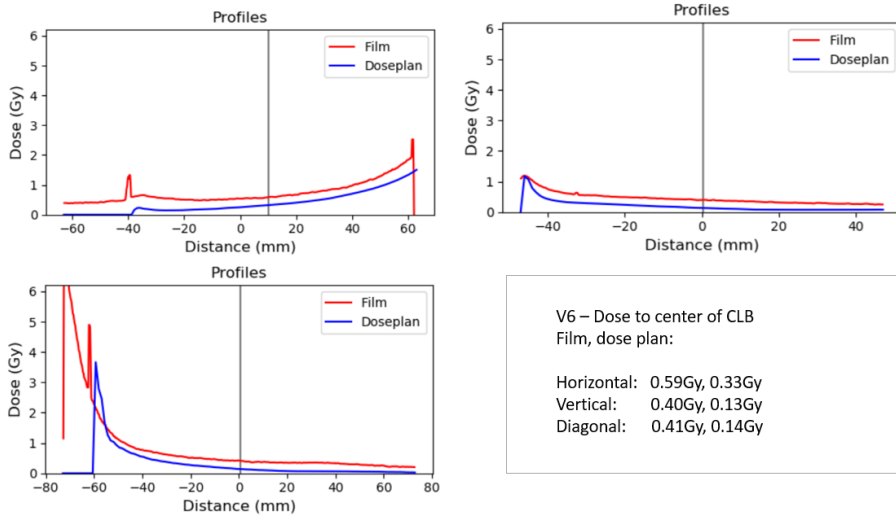 Profiles
6
5
4
3
2
1
0
Dose (Gy)
Film
Doseplan
−60 −40 −20 0 20 40 60
Distance (mm)
Profiles
6
5
4
3
2
1
0
Dose (Gy)
Film
Doseplan
−40 −20 0 20 40
Distance (mm)
Profiles
6
5
4
3
2
1
0
Dose (Gy)
Film
Doseplan
−80 −60 −40 −20 0 20 40 60 80
Distance (mm)
V6 – Dose to center of CLB
Film, dose plan:
Horizontal: 0.59Gy, 0.33Gy
Vertical: 0.40Gy, 0.13Gy
Diagonal: 0.41Gy, 0.14Gy